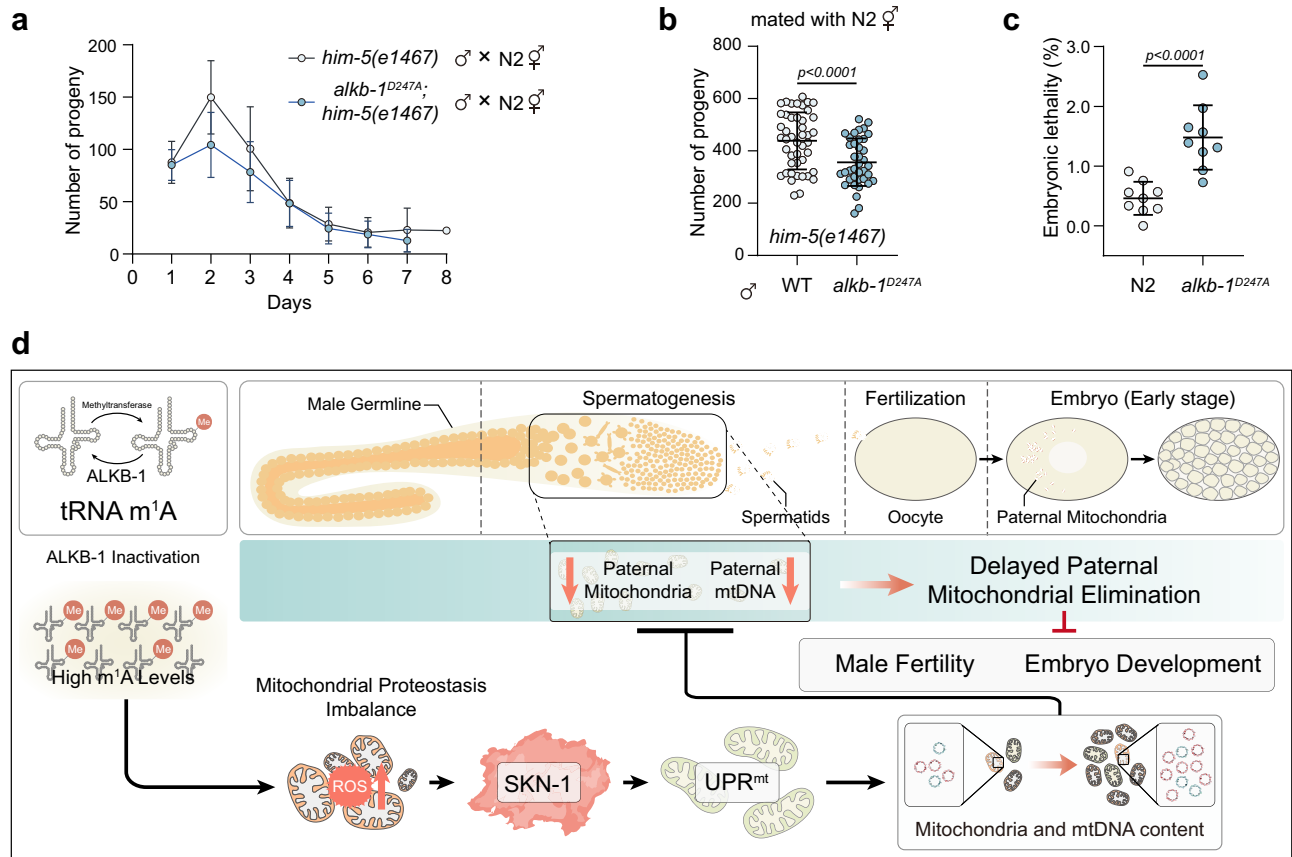 a
Number of progeny
200
150
100
50
0
0 1 2 3 4 5 6 7 8
Days
him-5(e1467) ♂ × N2 ⚥
alkb-1ᴰ²⁴⁷ᴬ;
him-5(e1467) ♂ × N2 ⚥
b
mated with N2 ⚥
Number of progeny
800
600
400
200
0
p<0.0001
him-5(e1467)
♂ WT alkb-1ᴰ²⁴⁷ᴬ
c
Embryonic lethality (%)
3.0
2.0
1.0
0.0
p<0.0001
N2 alkb-1ᴰ²⁴⁷ᴬ
d
Methyltransferase
Me
ALKB-1
tRNA m¹A
Male Germline
Spermatogenesis
Fertilization
Embryo (Early stage)
Spermatids
Oocyte
Paternal Mitochondria
ALKB-1 Inactivation
Me Me Me Me
Me Me
High m¹A Levels
Paternal
Mitochondria
Paternal
mtDNA
Delayed Paternal
Mitochondrial Elimination
Male Fertility Embryo Development
Mitochondrial Proteostasis
Imbalance
ROS
SKN-1
UPRᵐᵗ
Mitochondria and mtDNA content